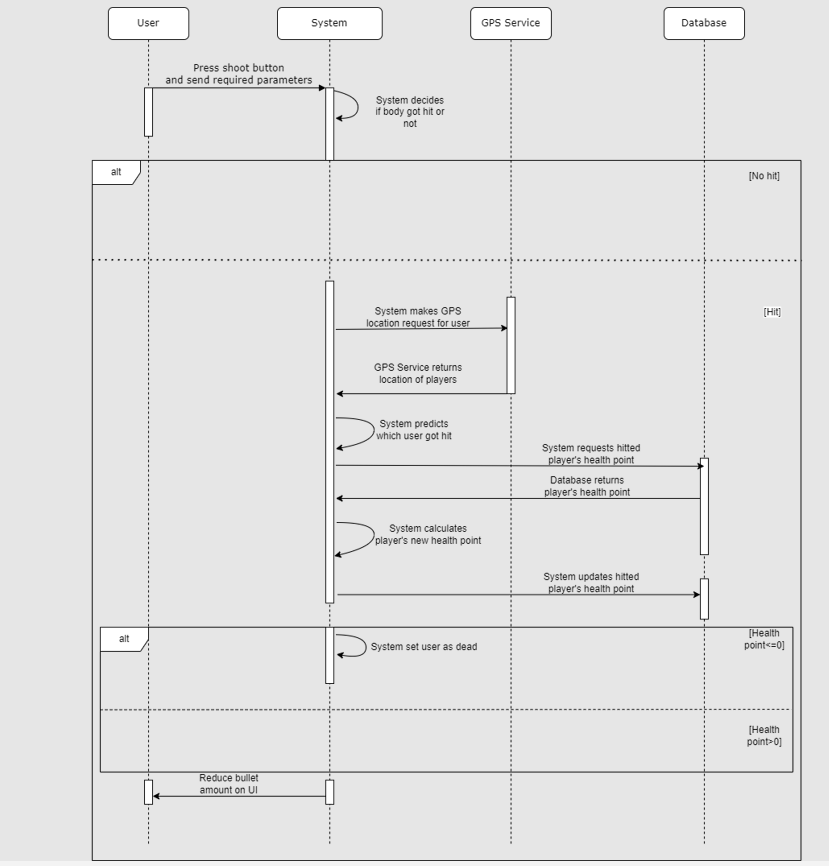 User
System
GPS Service
Database
Press shoot button
and send required parameters
System decides
if body got hit or
not
alt
[No hit]
System makes GPS
location request for user
[Hit]
GPS Service returns
location of players
System predicts
which user got hit
System requests hitted
player's health point
Database returns
player's health point
System calculates
player's new health point
System updates hitted
player's health point
alt
System set user as dead
[Health
point<=0]
[Health
point>0]
Reduce bullet
amount on UI